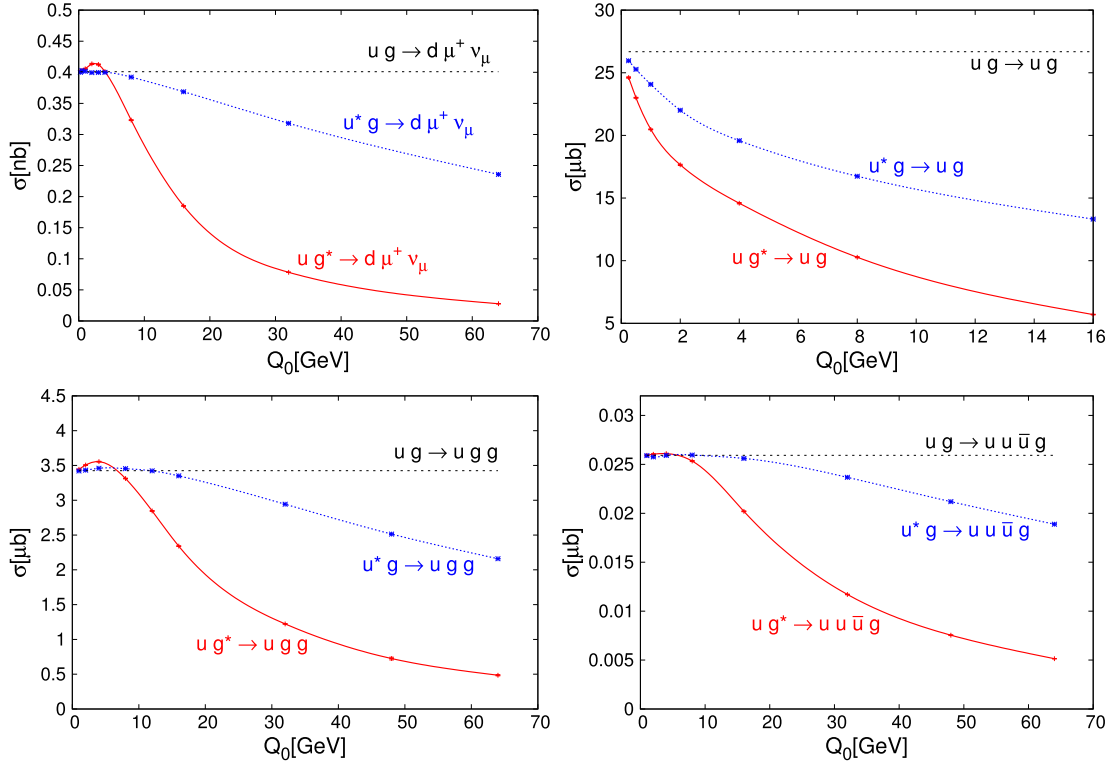 0.5
0.45
0.4
0.35
0.3
0.25
0.2
0.15
0.1
0.05
0
σ[nb]
u g → d μ⁺ ν_μ
u* g → d μ⁺ ν_μ
u g* → d μ⁺ ν_μ
0 10 20 30 40 50 60 70
Q₀[GeV]
30
25
20
15
10
5
σ[μb]
u g → u g
u* g → u g
u g* → u g
0 2 4 6 8 10 12 14 16
Q₀[GeV]
4.5
4
3.5
3
2.5
2
1.5
1
0.5
0
σ[μb]
u g → u g g
u* g → u g g
u g* → u g g
0 10 20 30 40 50 60 70
Q₀[GeV]
0.03
0.025
0.02
0.015
0.01
0.005
0
σ[μb]
u g → u u u̅ g
u* g → u u u̅ g
u g* → u u u̅ g
0 10 20 30 40 50 60 70
Q₀[GeV]